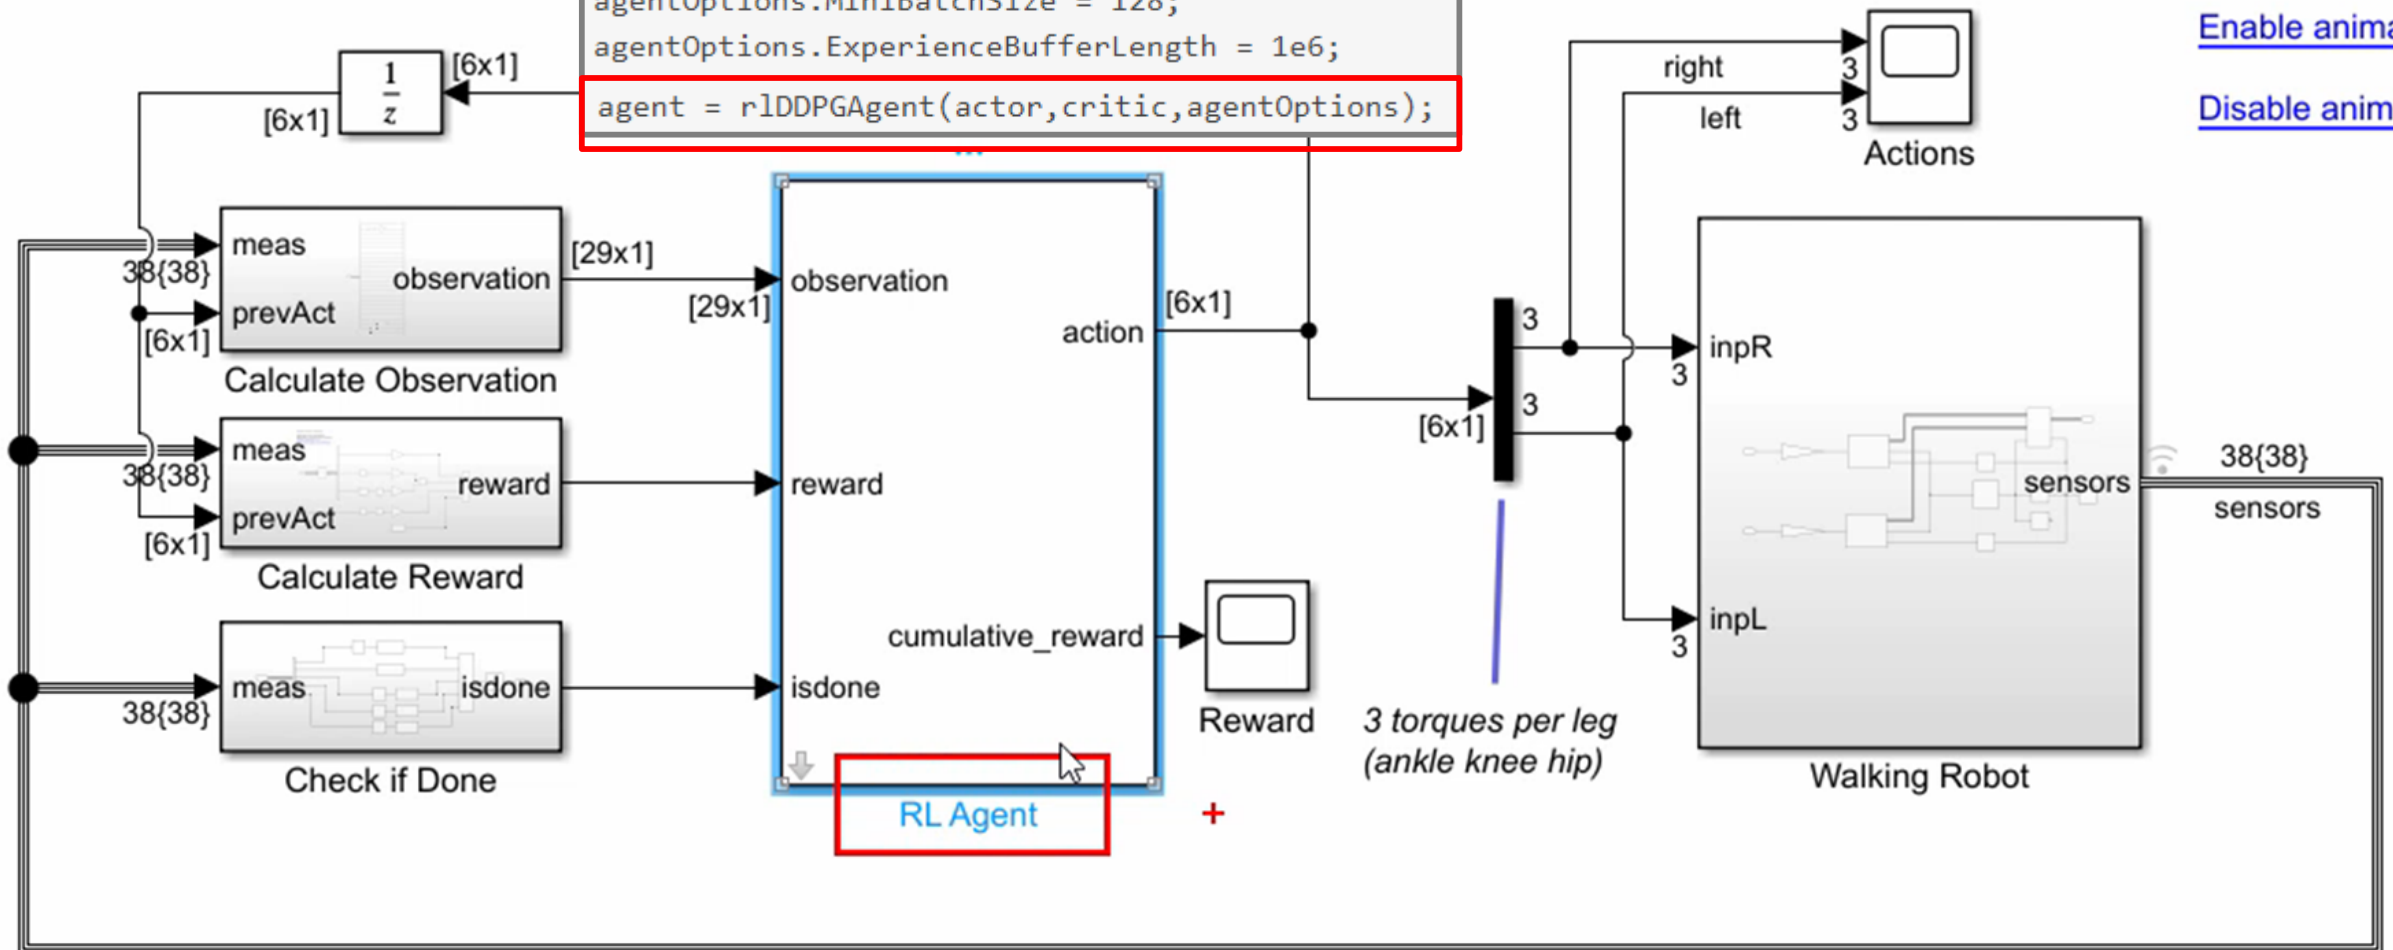 agentOptions.MiniBatchSize = 128;
agentOptions.ExperienceBufferLength = 1e6;
agent = rlDDPGAgent(actor,critic,agentOptions);
Enable anima
Disable anim
1
z
[6x1]
[6x1]
right
3
left
3
Actions
meas
38{38}
prevAct
[6x1]
observation
[29x1]
Calculate Observation
[29x1]
observation
action
[6x1]
meas
38{38}
prevAct
[6x1]
reward
Calculate Reward
reward
meas
38{38}
isdone
Check if Done
isdone
cumulative_reward
Reward
RL Agent
[6x1]
3
3
3 torques per leg
(ankle knee hip)
inpR
3
inpL
3
sensors
38{38}
sensors
Walking Robot